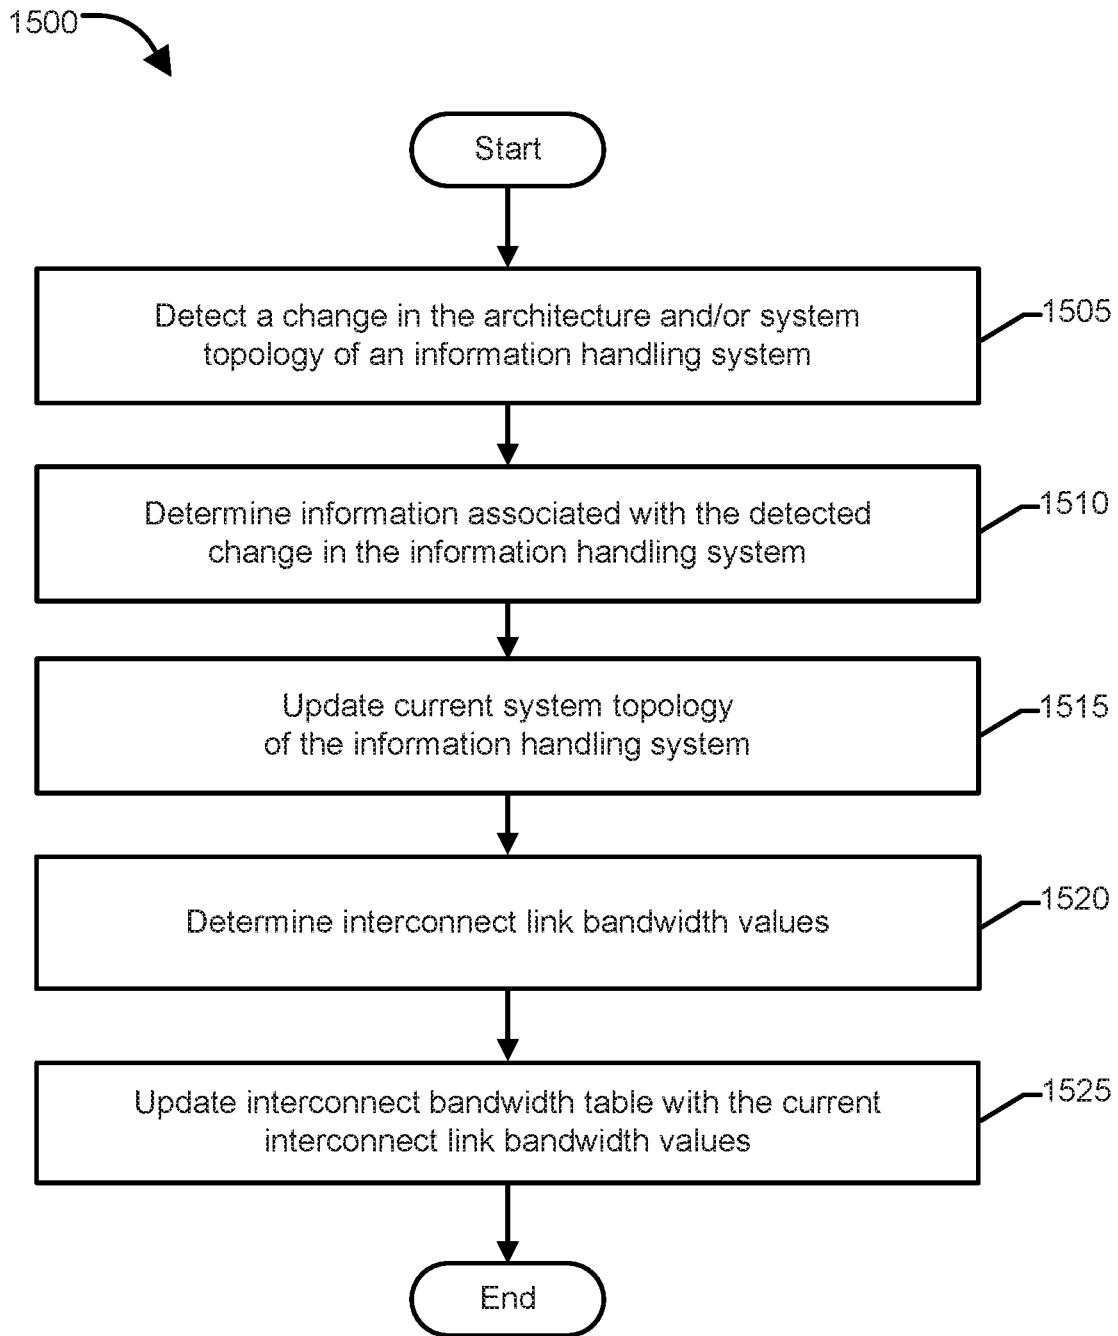 1500
Start
Detect a change in the architecture and/or system
topology of an information handling system
1505
Determine information associated with the detected
change in the information handling system
1510
Update current system topology
of the information handling system
1515
Determine interconnect link bandwidth values
1520
Update interconnect bandwidth table with the current
interconnect link bandwidth values
1525
End